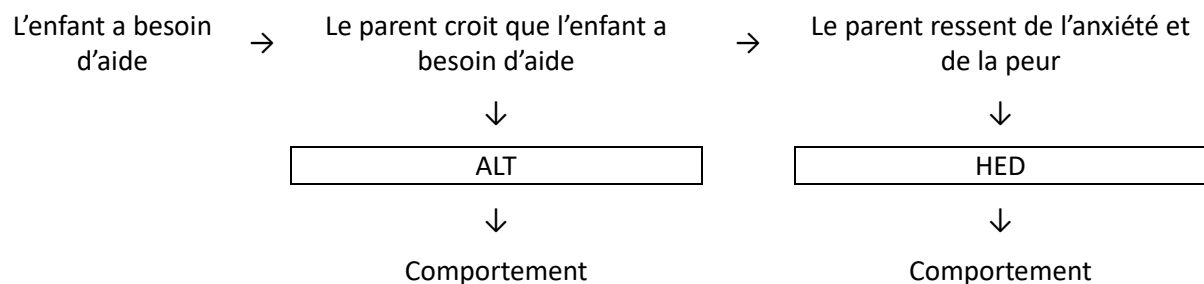 L’enfant a besoin
d’aide
→
Le parent croit que l’enfant a
besoin d’aide
→
Le parent ressent de l’anxiété et
de la peur
↓
↓
ALT
HED
↓
↓
Comportement
Comportement